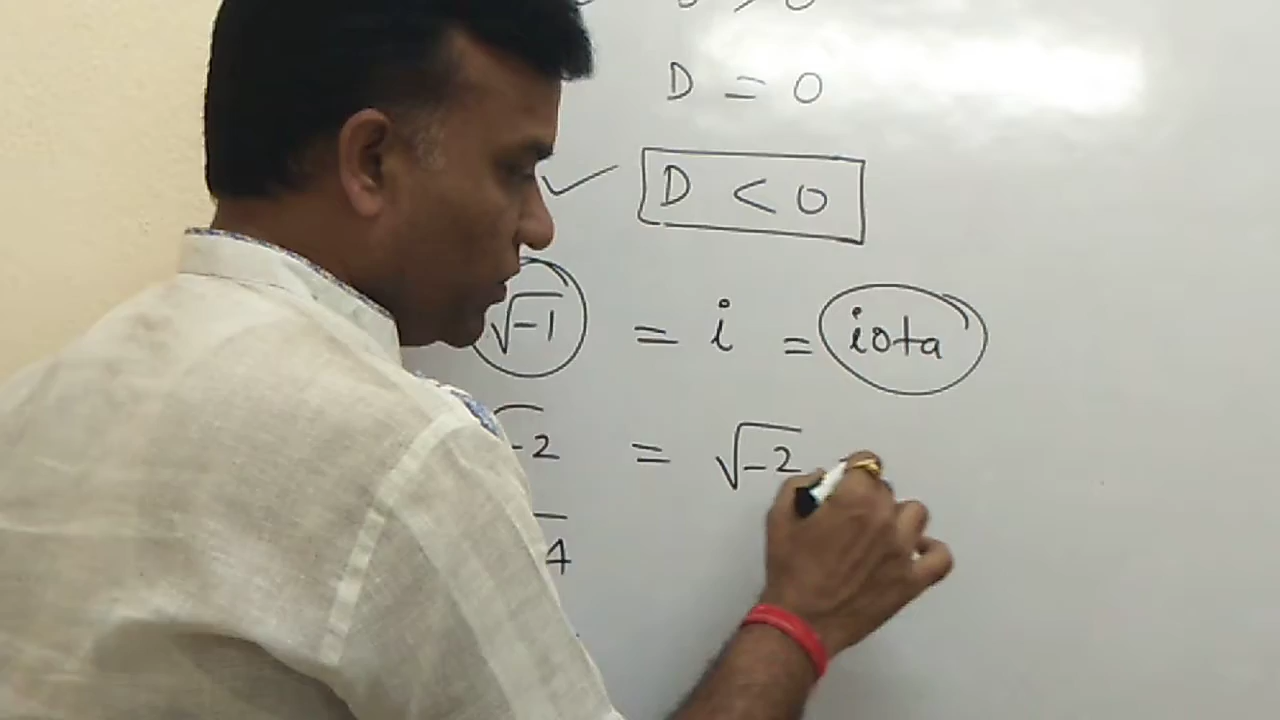 D = 0
✓ D < 0
√-1 = i = iota
-2 = √-2
4